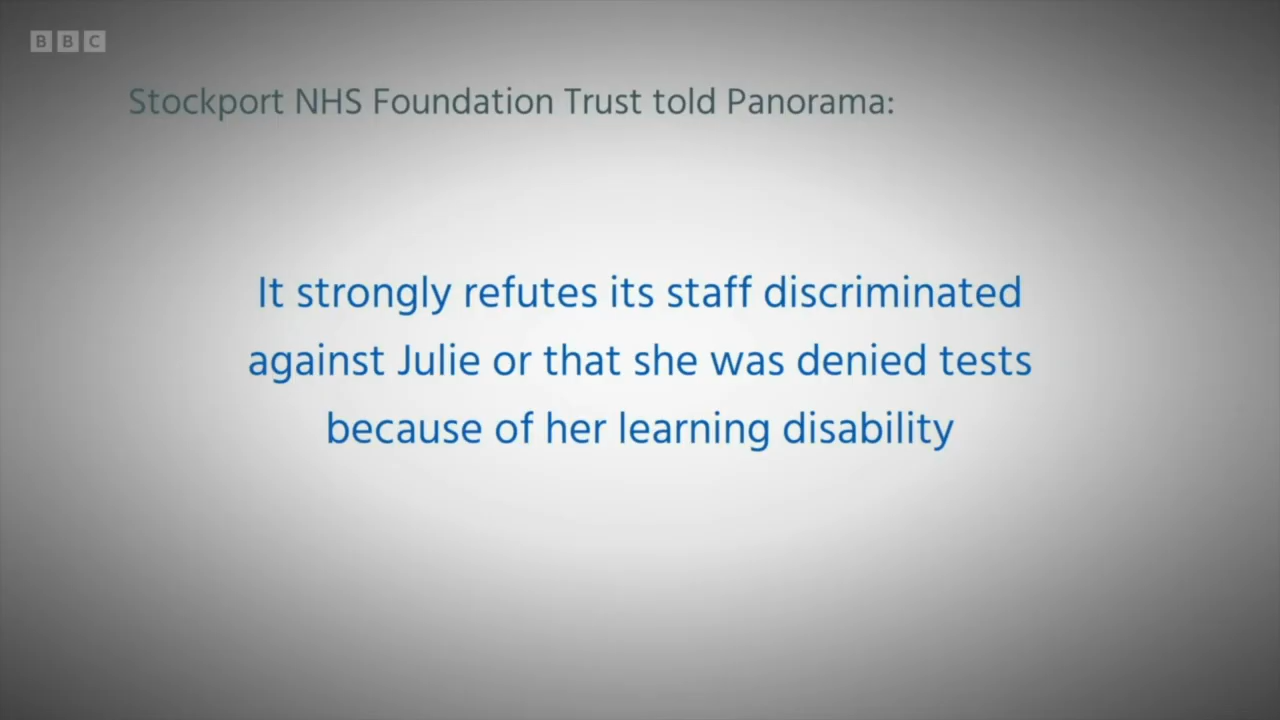 BBC
Stockport NHS Foundation Trust told Panorama:
It strongly refutes its staff discriminated
against Julie or that she was denied tests
because of her learning disability